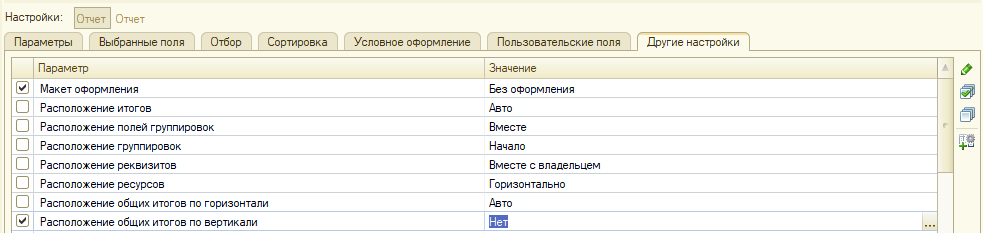 Настройки: Отчет Отчет
Параметры Выбранные поля Отбор Сортировка Условное оформление Пользовательские поля Другие настройки
Параметр Значение
Макет оформления Без оформления
Расположение итогов Авто
Расположение полей группировок Вместе
Расположение группировок Начало
Расположение реквизитов Вместе с владельцем
Расположение ресурсов Горизонтально
Расположение общих итогов по горизонтали Авто
Расположение общих итогов по вертикали Нет ...